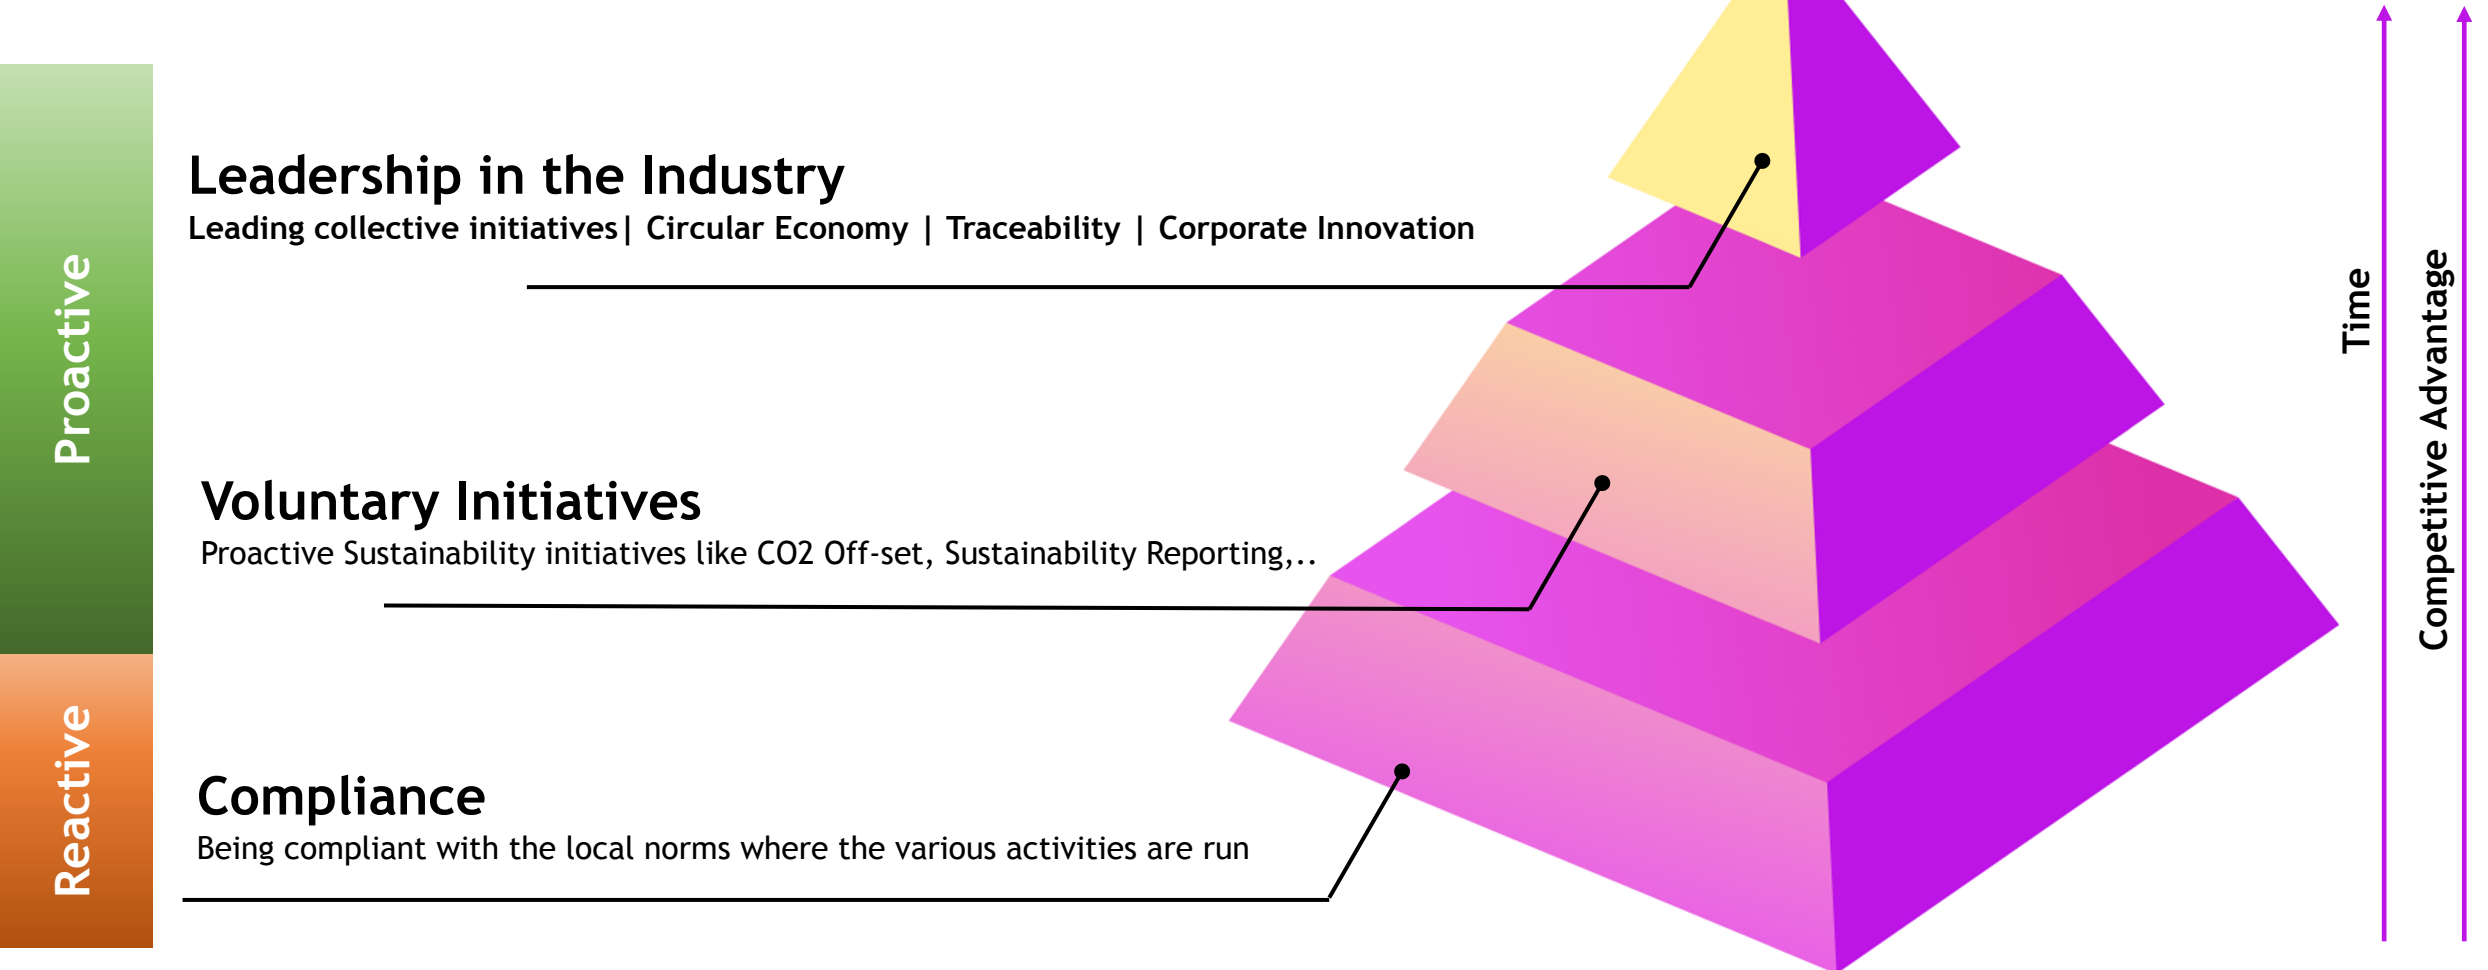 Proactive
Leadership in the Industry
Leading collective initiatives| Circular Economy | Traceability | Corporate Innovation
Voluntary Initiatives
Proactive Sustainability initiatives like CO2 Off-set, Sustainability Reporting,..
Reactive
Compliance
Being compliant with the local norms where the various activities are run
Time
Competitive Advantage